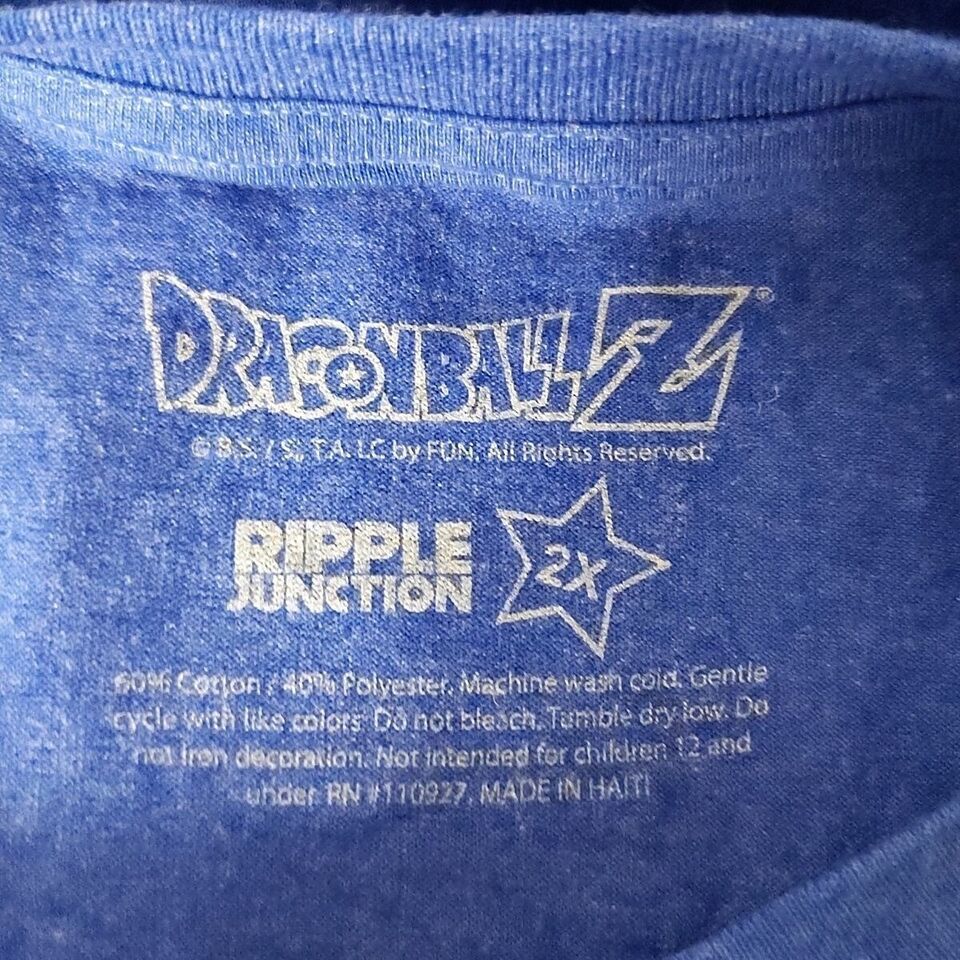 DRAGONBALL Z®
© B.S. / S., T.A. LC by FUN. All Rights Reserved.
RIPPLE
JUNCTION
2X
60% Cotton / 40% Polyester. Machine wash cold. Gentle
cycle with like colors. Do not bleach. Tumble dry low. Do
not iron decoration. Not intended for children 12 and
under RN #110927. MADE IN HAITI